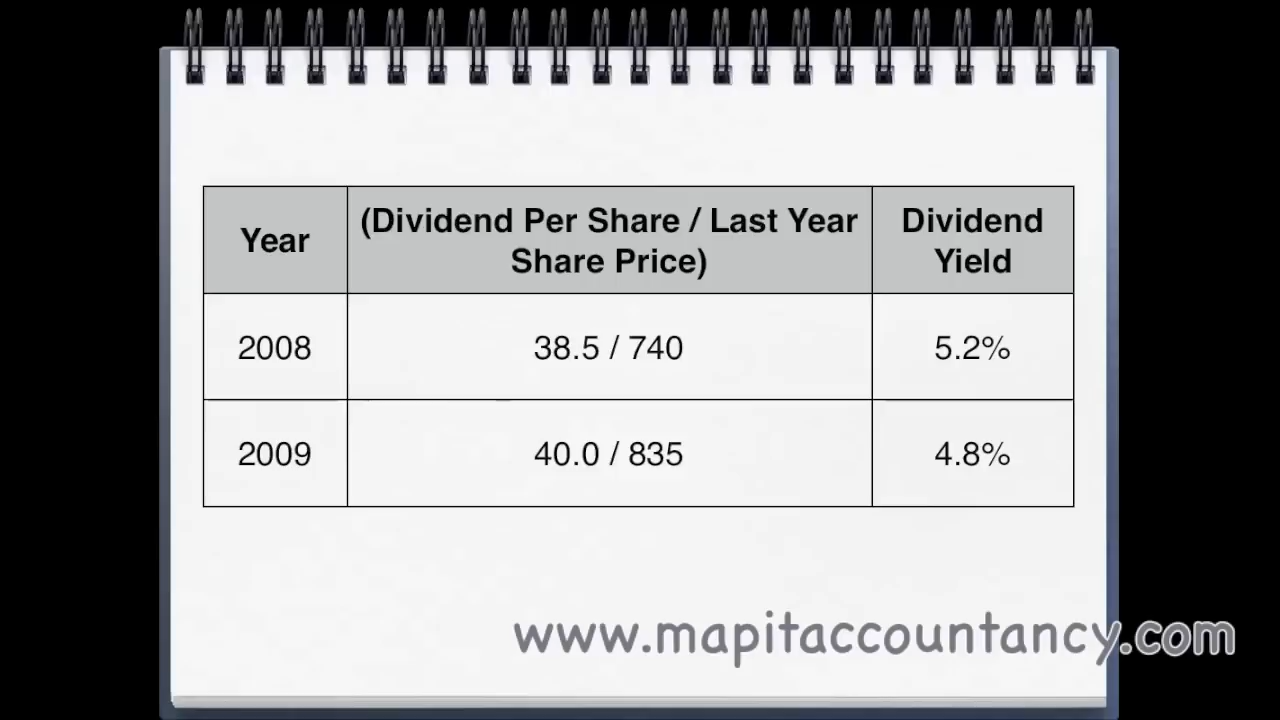 Year
(Dividend Per Share / Last Year
Share Price)
Dividend
Yield
2008
38.5 / 740
5.2%
2009
40.0 / 835
4.8%
www.mapitaccountancy.com